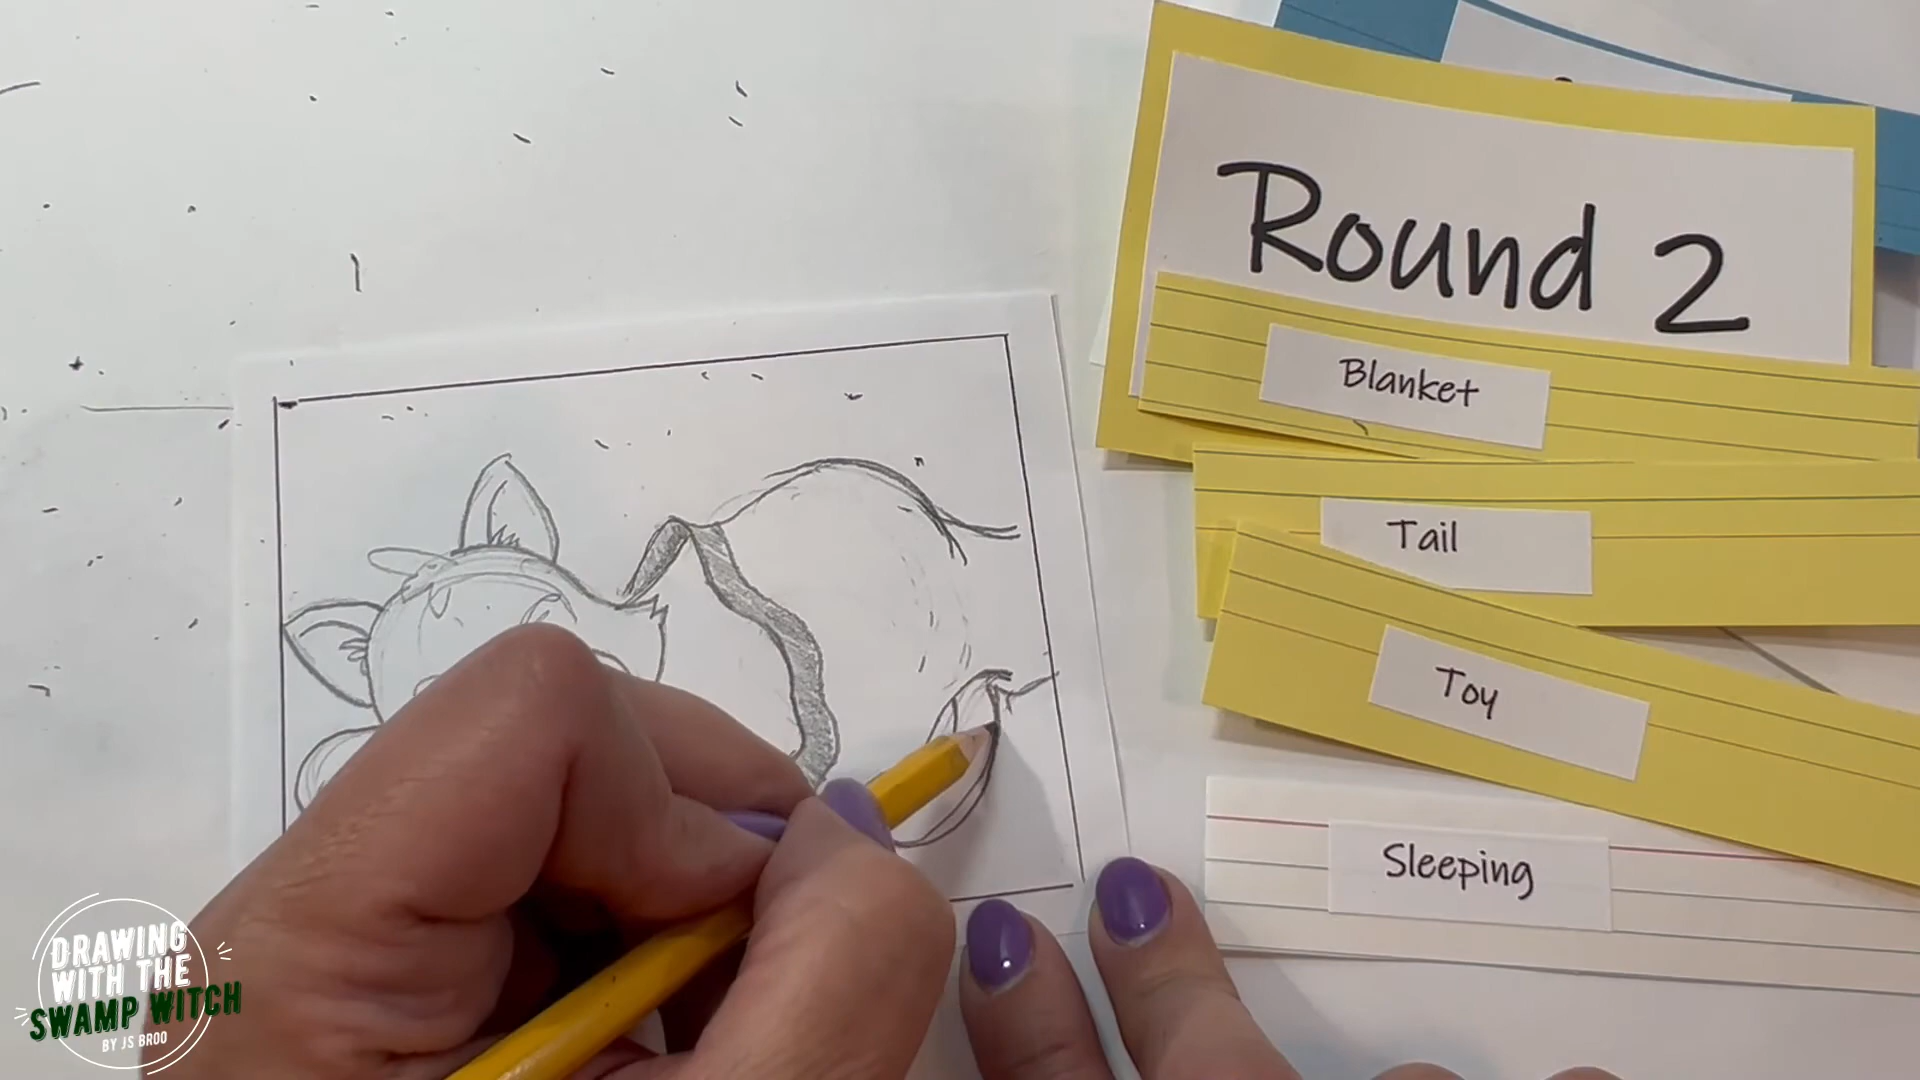 Round 2
Blanket
Tail
Toy
Sleeping
DRAWING
WITH THE
SWAMP WITCH
BY JS BROO